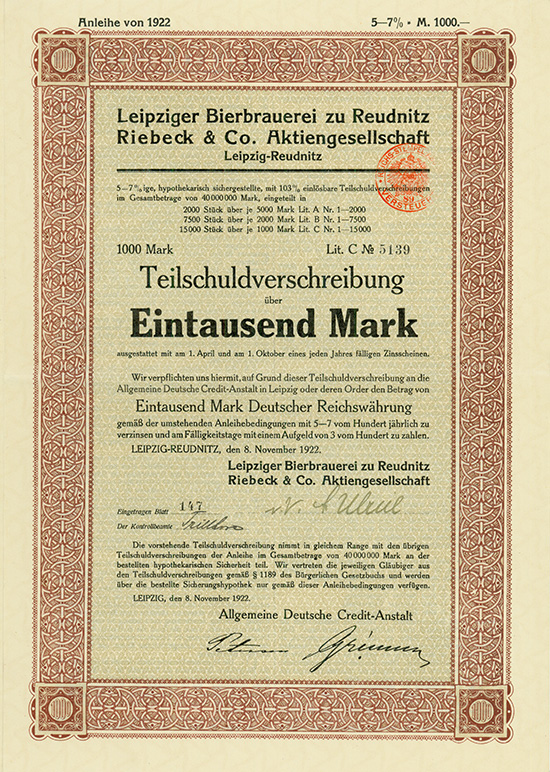 Anleihe von 1922 5–7% · M. 1000.—
Leipziger Bierbrauerei zu Reudnitz
Riebeck & Co. Aktiengesellschaft
Leipzig-Reudnitz
5–7%ige, hypothekarisch sichergestellte, mit 103% einlösbare Teilschuldverschreibungen
im Gesamtbetrage von 40000000 Mark, eingeteilt in
2000 Stück über je 5000 Mark Lit. A Nr. 1—2000
7500 Stück über je 2000 Mark Lit. B Nr. 1—7500
15000 Stück über je 1000 Mark Lit. C Nr. 1—15000
1000 Mark Lit. C № 5139
Teilschuldverschreibung
über
Eintausend Mark
ausgestattet mit am 1. April und am 1. Oktober eines jeden Jahres fälligen Zinsscheinen.
Wir verpflichten uns hiermit, auf Grund dieser Teilschuldverschreibung an die
Allgemeine Deutsche Credit-Anstalt in Leipzig oder deren Order den Betrag von
Eintausend Mark Deutscher Reichswährung
gemäß der umstehenden Anleihebedingungen mit 5—7 vom Hundert jährlich zu
verzinsen und am Fälligkeitstage mit einem Aufgeld von 3 vom Hundert zu zahlen.
LEIPZIG-REUDNITZ, den 8. November 1922.
Leipziger Bierbrauerei zu Reudnitz
Riebeck & Co. Aktiengesellschaft
Eingetragen Blatt 147
Der Kontrollbeamte
Die vorstehende Teilschuldverschreibung nimmt in gleichem Range mit den übrigen
Teilschuldverschreibungen der Anleihe im Gesamtbetrage von 40000000 Mark an der
bestellten hypothekarischen Sicherheit teil. Wir vertreten die jeweiligen Gläubiger aus
den Teilschuldverschreibungen gemäß § 1189 des Bürgerlichen Gesetzbuchs und werden
über die bestellte Sicherungshypothek nur gemäß dieser Anleihebedingungen verfügen.
LEIPZIG, den 8. November 1922.
Allgemeine Deutsche Credit-Anstalt